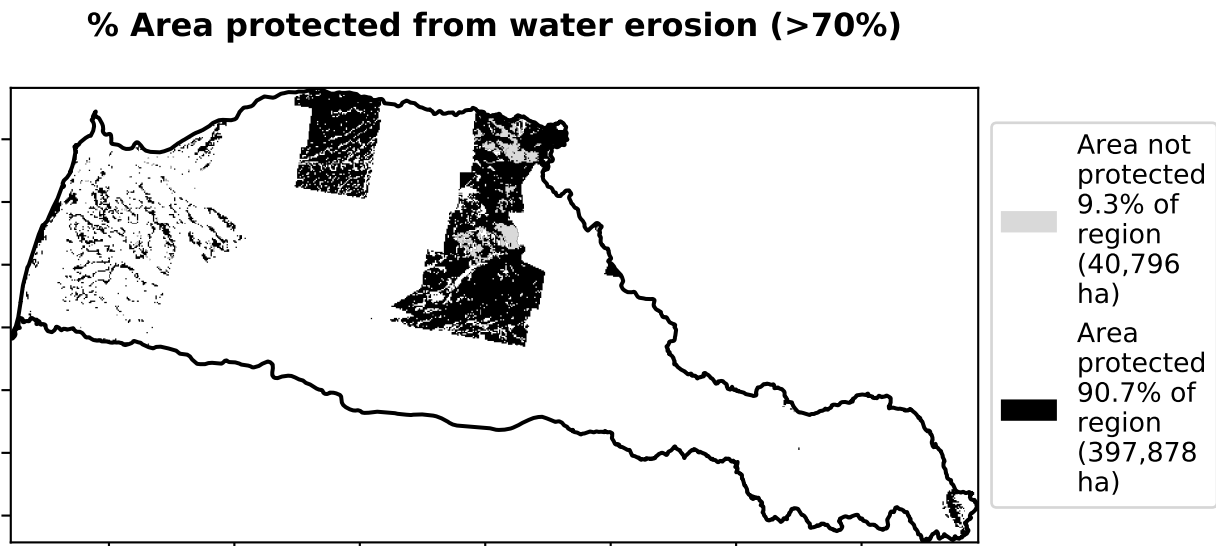 % Area protected from water erosion (>70%)
Area not
protected
9.3% of
region
(40,796
ha)
Area
protected
90.7% of
region
(397,878
ha)